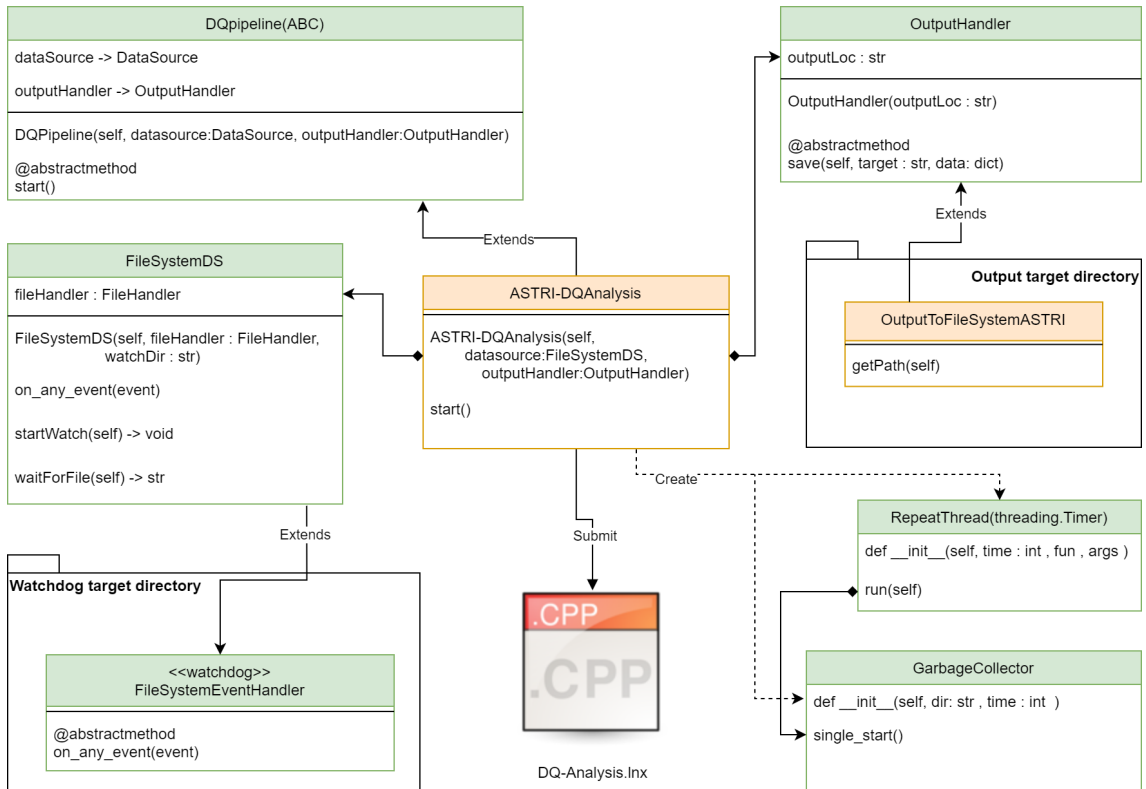 DQpipeline(ABC)
dataSource -> DataSource
outputHandler -> OutputHandler
DQPipeline(self, datasource:DataSource, outputHandler:OutputHandler)
@abstractmethod
start()
OutputHandler
outputLoc : str
OutputHandler(outputLoc : str)
@abstractmethod
save(self, target : str, data: dict)
Extends
Extends
FileSystemDS
fileHandler : FileHandler
FileSystemDS(self, fileHandler : FileHandler,
watchDir : str)
on_any_event(event)
startWatch(self) -> void
waitForFile(self) -> str
ASTRI-DQAnalysis
ASTRI-DQAnalysis(self,
datasource:FileSystemDS,
outputHandler:OutputHandler)
start()
Output target directory
OutputToFileSystemASTRI
getPath(self)
Create
Extends
Submit
RepeatThread(threading.Timer)
def __init__(self, time : int , fun , args )
run(self)
Watchdog target directory
<<watchdog>>
FileSystemEventHandler
@abstractmethod
on_any_event(event)
.CPP
.CPP
DQ-Analysis.lnx
GarbageCollector
def __init__(self, dir: str , time : int  )
single_start()